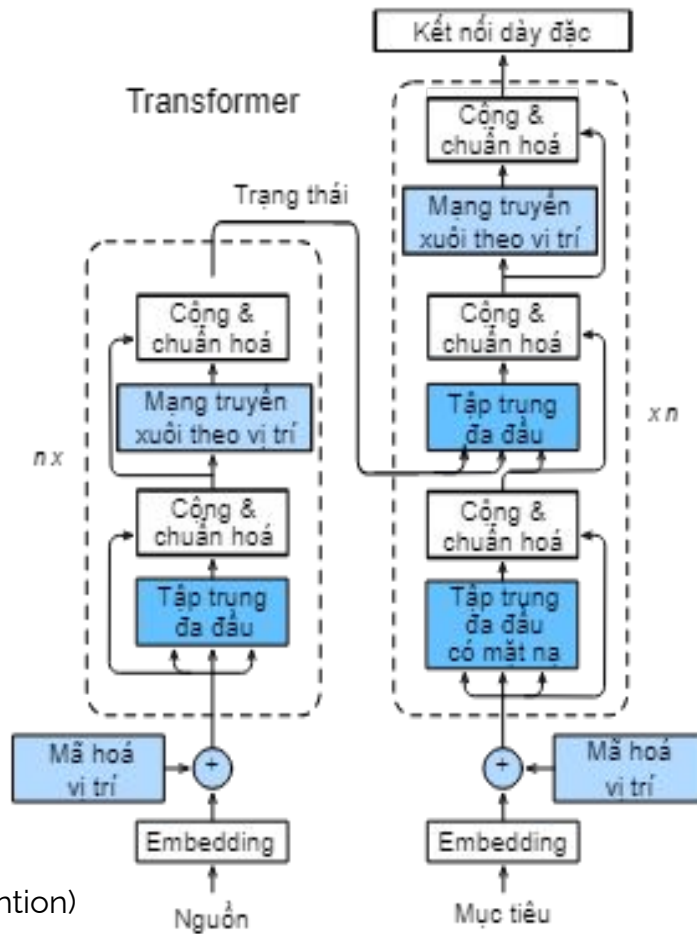 Kết nối dày đặc
Transformer
Cộng &
chuẩn hoá
Trạng thái
Mạng truyền
xuôi theo vị trí
Cộng &
chuẩn hoá
Cộng &
chuẩn hoá
Mạng truyền
xuôi theo vị trí
Tập trung
đa đầu
n x
x n
Cộng &
chuẩn hoá
Cộng &
chuẩn hoá
Tập trung
đa đầu
Tập trung
đa đầu
có mặt nạ
Mã hoá
vị trí
+
+
Mã hoá
vị trí
Embedding
Embedding
ntion)
Nguồn
Mục tiêu